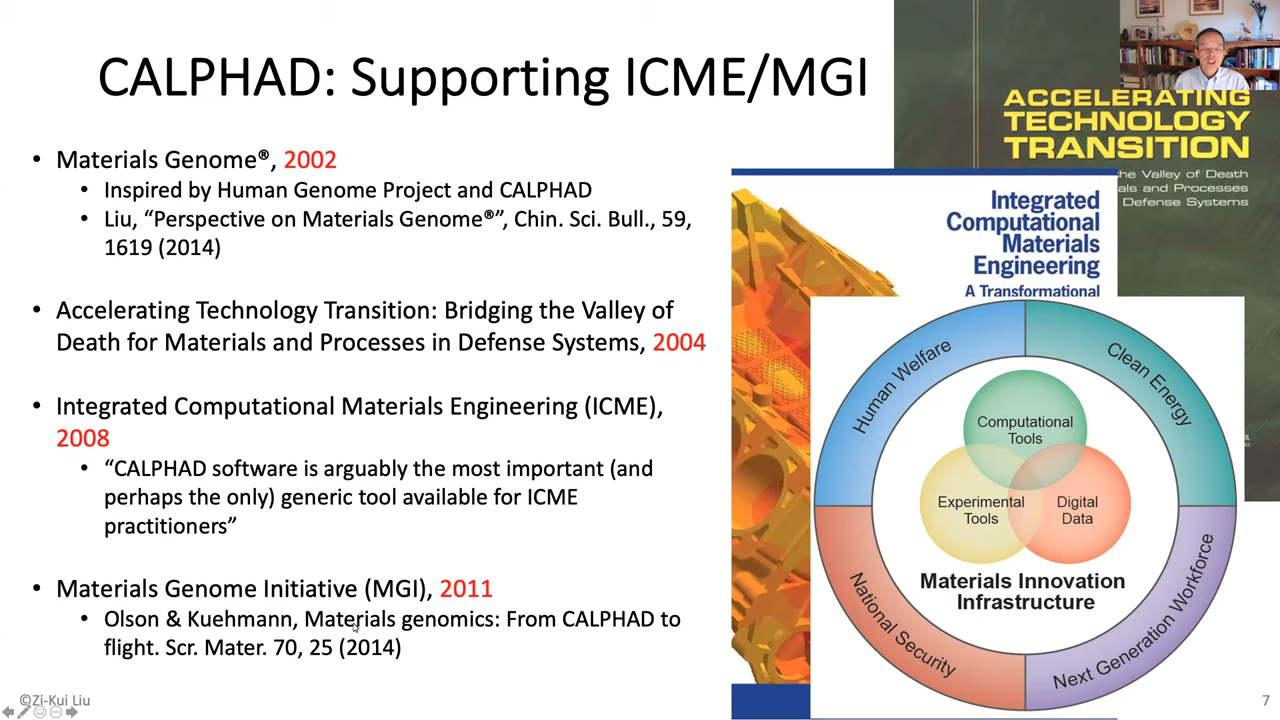 CALPHAD: Supporting ICME/MGI
• Materials Genome®, 2002
• Inspired by Human Genome Project and CALPHAD
• Liu, “Perspective on Materials Genome®”, Chin. Sci. Bull., 59,
1619 (2014)
• Accelerating Technology Transition: Bridging the Valley of
Death for Materials and Processes in Defense Systems, 2004
• Integrated Computational Materials Engineering (ICME),
2008
• “CALPHAD software is arguably the most important (and
perhaps the only) generic tool available for ICME
practitioners”
• Materials Genome Initiative (MGI), 2011
• Olson & Kuehmann, Materials genomics: From CALPHAD to
flight. Scr. Mater. 70, 25 (2014)
ACCELERATING
TECHNOLOGY
TRANSITION
he Valley of Death
als and Processes
Defense Systems
Integrated
Computational
Materials
Engineering
A Transformational
Human Welfare
Clean Energy
Computational
Tools
Experimental
Tools
Digital
Data
Materials Innovation
Infrastructure
National Security
Next Generation Workforce
©Zi-Kui Liu
7